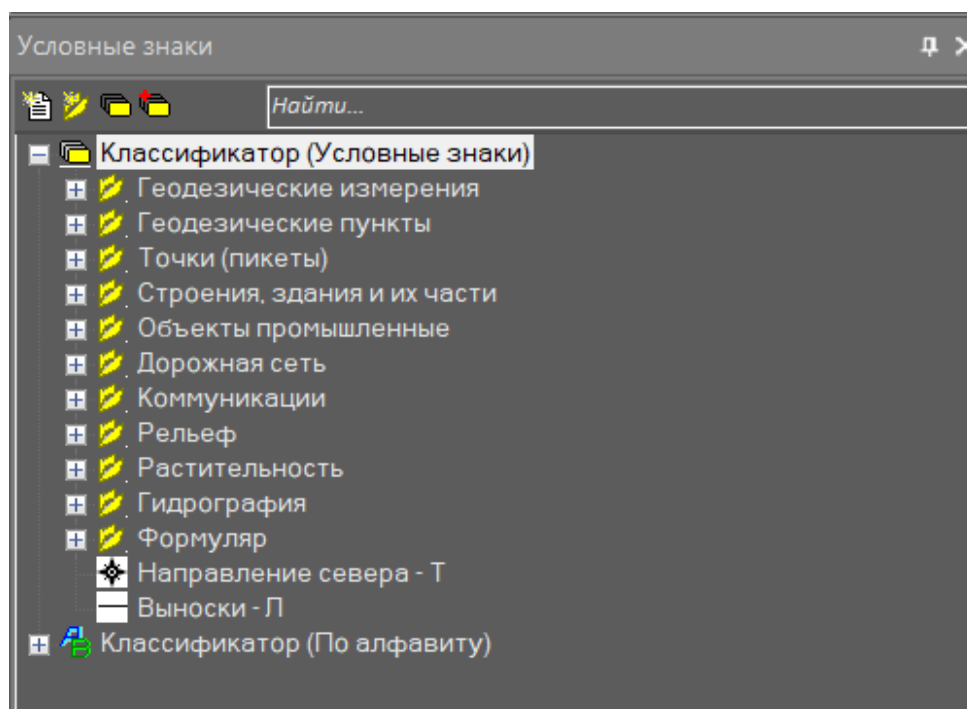 Условные знаки
Найти...
Классификатор (Условные знаки)
Геодезические измерения
Геодезические пункты
Точки (пикеты)
Строения, здания и их части
Объекты промышленные
Дорожная сеть
Коммуникации
Рельеф
Растительность
Гидрография
Формуляр
Направление севера - Т
Выноски - Л
Классификатор (По алфавиту)